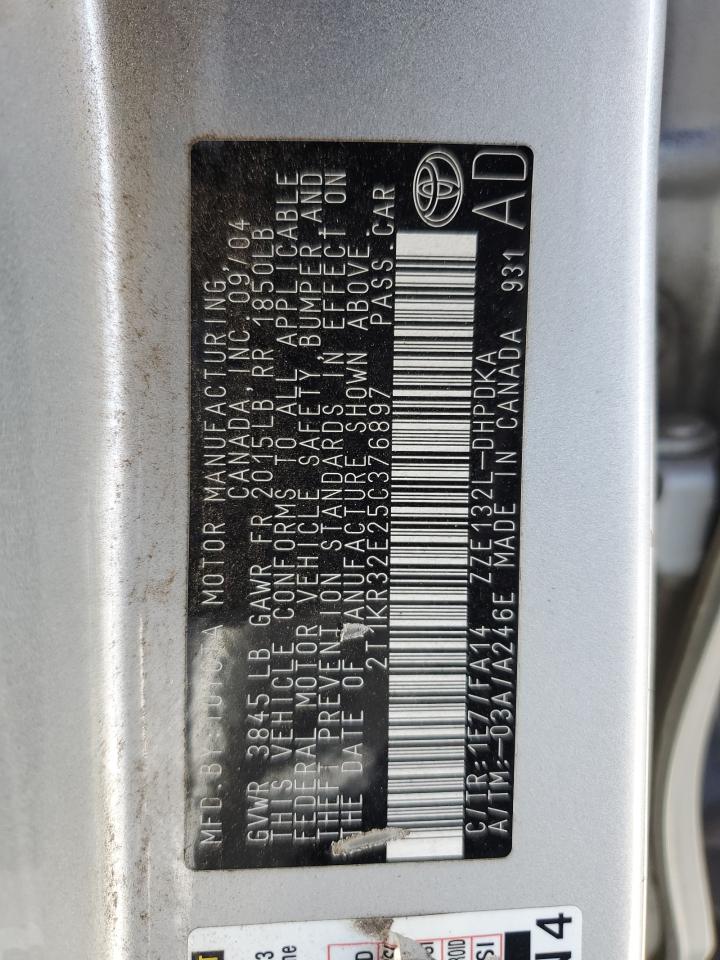 MFD.BY:TOYOTA MOTOR MANUFACTURING,
CANADA, INC 09/04
GVWR 3845 LB GAWR FR 2015LB RR 1850LB
THIS VEHICLE CONFORMS TO ALL APPLICABLE
FEDERAL MOTOR VEHICLE SAFETY, BUMPER, AND
THEFT PREVENTION STANDARDS IN EFFECT ON
THE DATE OF MANUFACTURE SHOWN ABOVE.
2T1KR32E25C376897 PASS.CAR
C/TR:1E7/FA14 ZZE132L-DHPDKA
A/TM:-03A/A246E MADE IN CANADA 931
AD
N4